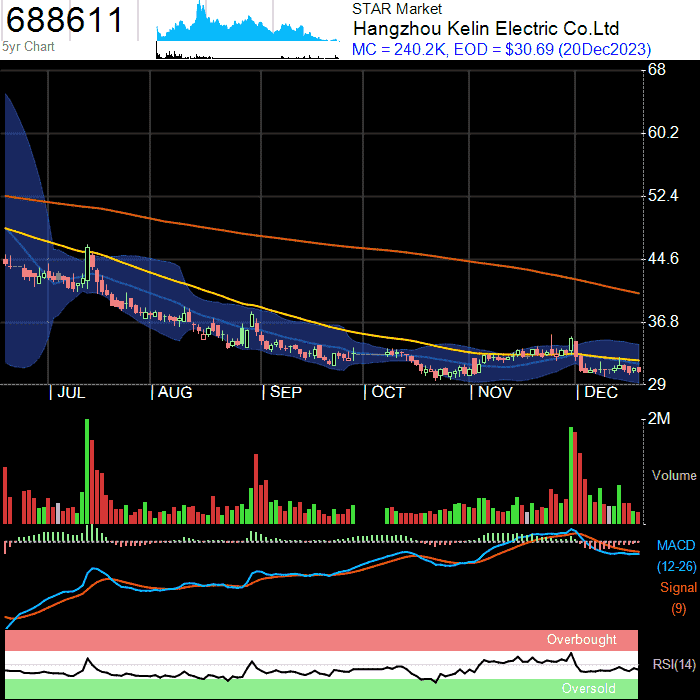 688611
5yr Chart
STAR Market
Hangzhou Kelin Electric Co.Ltd
MC = 240.2K, EOD = $30.69 (20Dec2023)
68
60.2
52.4
44.6
36.8
29
JUL AUG SEP OCT NOV DEC
2M
Volume
MACD
(12-26)
Signal
(9)
Overbought
RSI(14)
Oversold